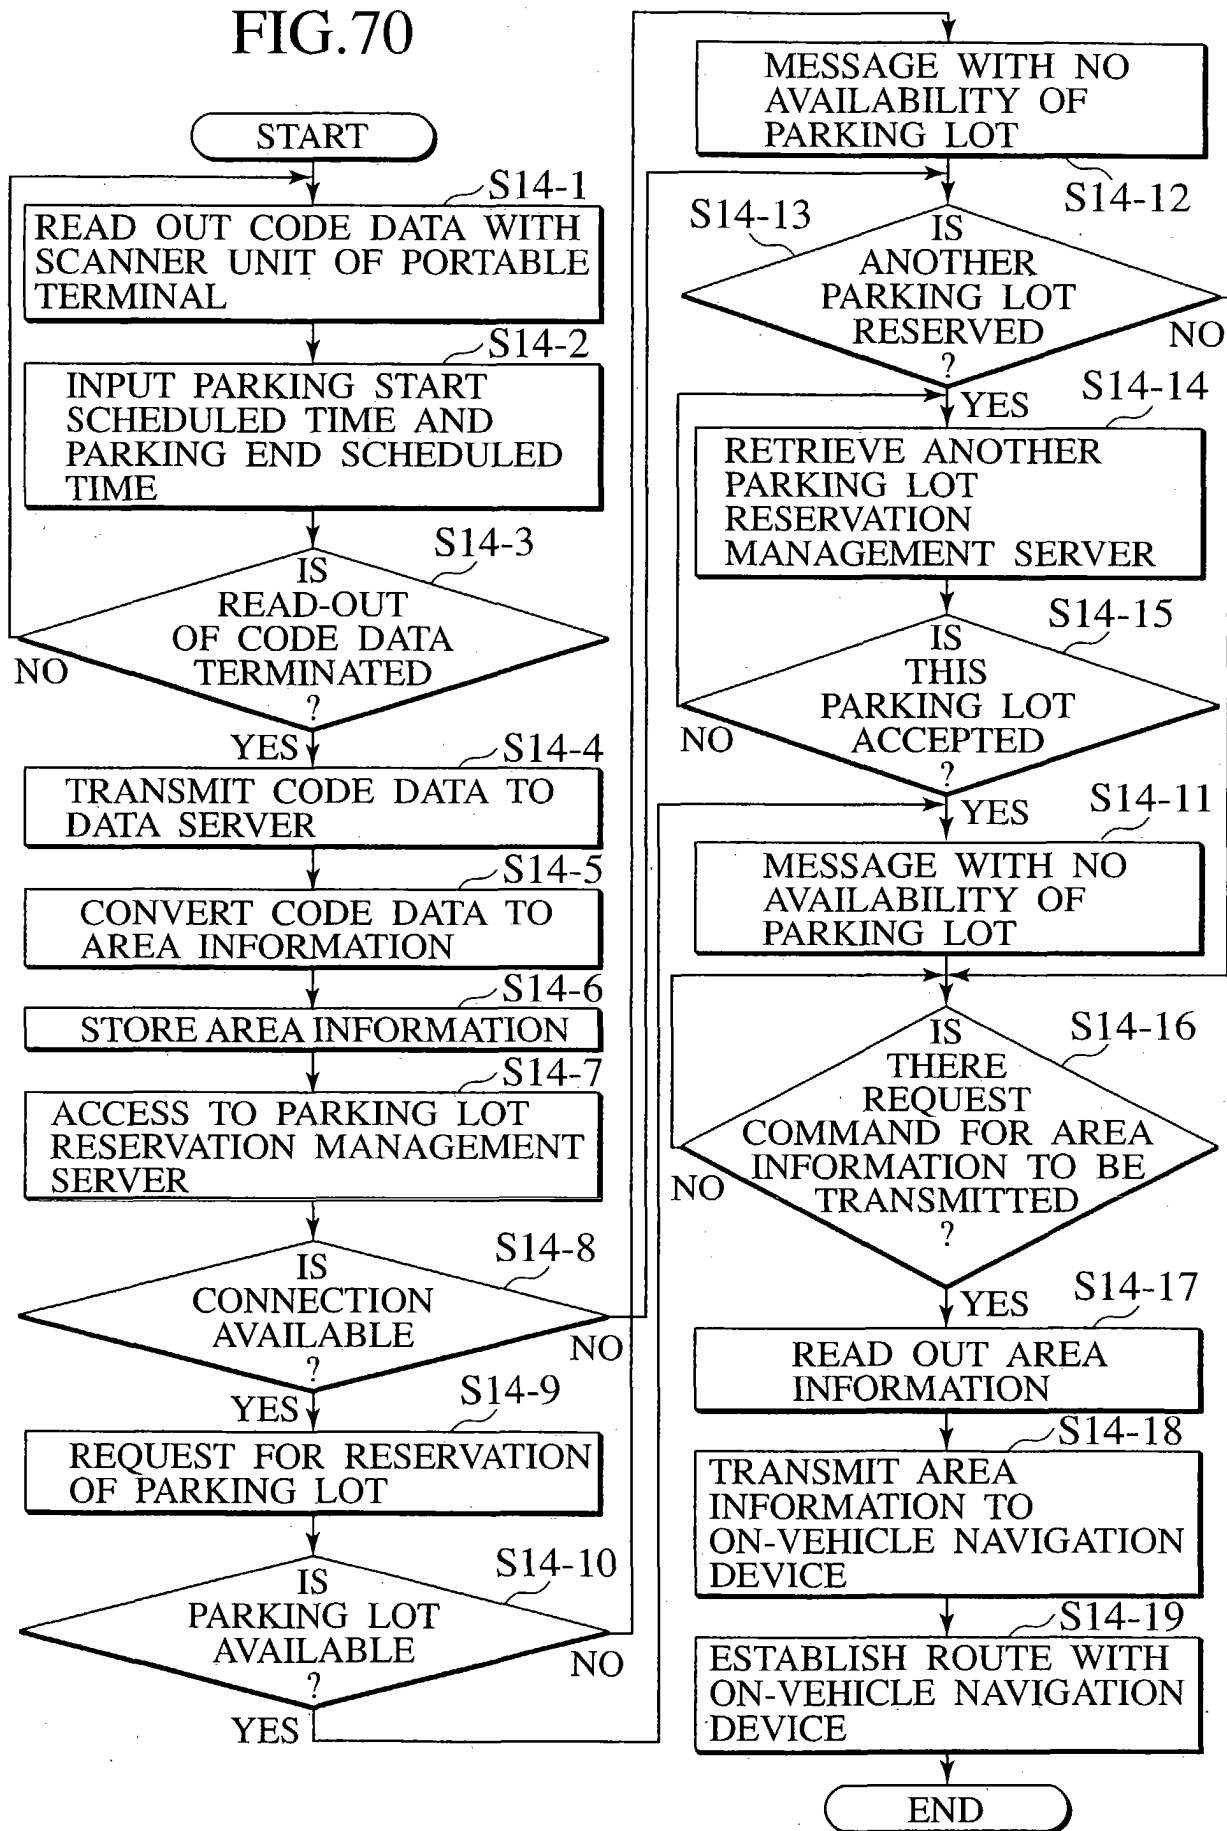 FIG.70
START
S14-1
READ OUT CODE DATA WITH
SCANNER UNIT OF PORTABLE
TERMINAL
S14-2
INPUT PARKING START
SCHEDULED TIME AND
PARKING END SCHEDULED
TIME
S14-3
IS
READ-OUT
OF CODE DATA
TERMINATED
?
NO
YES
S14-4
TRANSMIT CODE DATA TO
DATA SERVER
S14-5
CONVERT CODE DATA TO
AREA INFORMATION
S14-6
STORE AREA INFORMATION
S14-7
ACCESS TO PARKING LOT
RESERVATION MANAGEMENT
SERVER
S14-8
IS
CONNECTION
AVAILABLE
?
NO
YES
S14-9
REQUEST FOR RESERVATION
OF PARKING LOT
S14-10
IS
PARKING LOT
AVAILABLE
?
NO
YES
MESSAGE WITH NO
AVAILABILITY OF
PARKING LOT
S14-12
S14-13
IS
ANOTHER
PARKING LOT
RESERVED
?
NO
YES
S14-14
RETRIEVE ANOTHER
PARKING LOT
RESERVATION
MANAGEMENT SERVER
S14-15
IS
THIS
PARKING LOT
ACCEPTED
?
NO
YES
S14-11
MESSAGE WITH NO
AVAILABILITY OF
PARKING LOT
S14-16
IS
THERE
REQUEST
COMMAND FOR AREA
INFORMATION TO BE
TRANSMITTED
?
NO
YES
S14-17
READ OUT AREA
INFORMATION
S14-18
TRANSMIT AREA
INFORMATION TO
ON-VEHICLE NAVIGATION
DEVICE
S14-19
ESTABLISH ROUTE WITH
ON-VEHICLE NAVIGATION
DEVICE
END